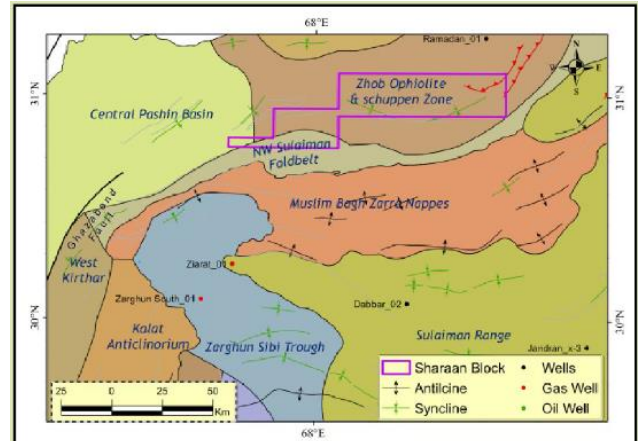 68°E
Ramadan_01
N
W E
S
31°N
31°N
Zhob Ophiolite
& schuppen Zone
Central Pashin Basin
NW Sulaiman
Foldbelt
Muslim Bagh Zarra Nappes
Ghazaband
Fault
West
Kirthar
Ziarat_01
Zarghun South_01
Dabbar_02
30°N
30°N
Kalat
Anticlinorium
Zarghun Sibi Trough
Sulaiman Range
Jandran_x-3
Sharaan Block
Wells
Antilcine
Gas Well
Syncline
Oil Well
25 0 25 50
Km
68°E